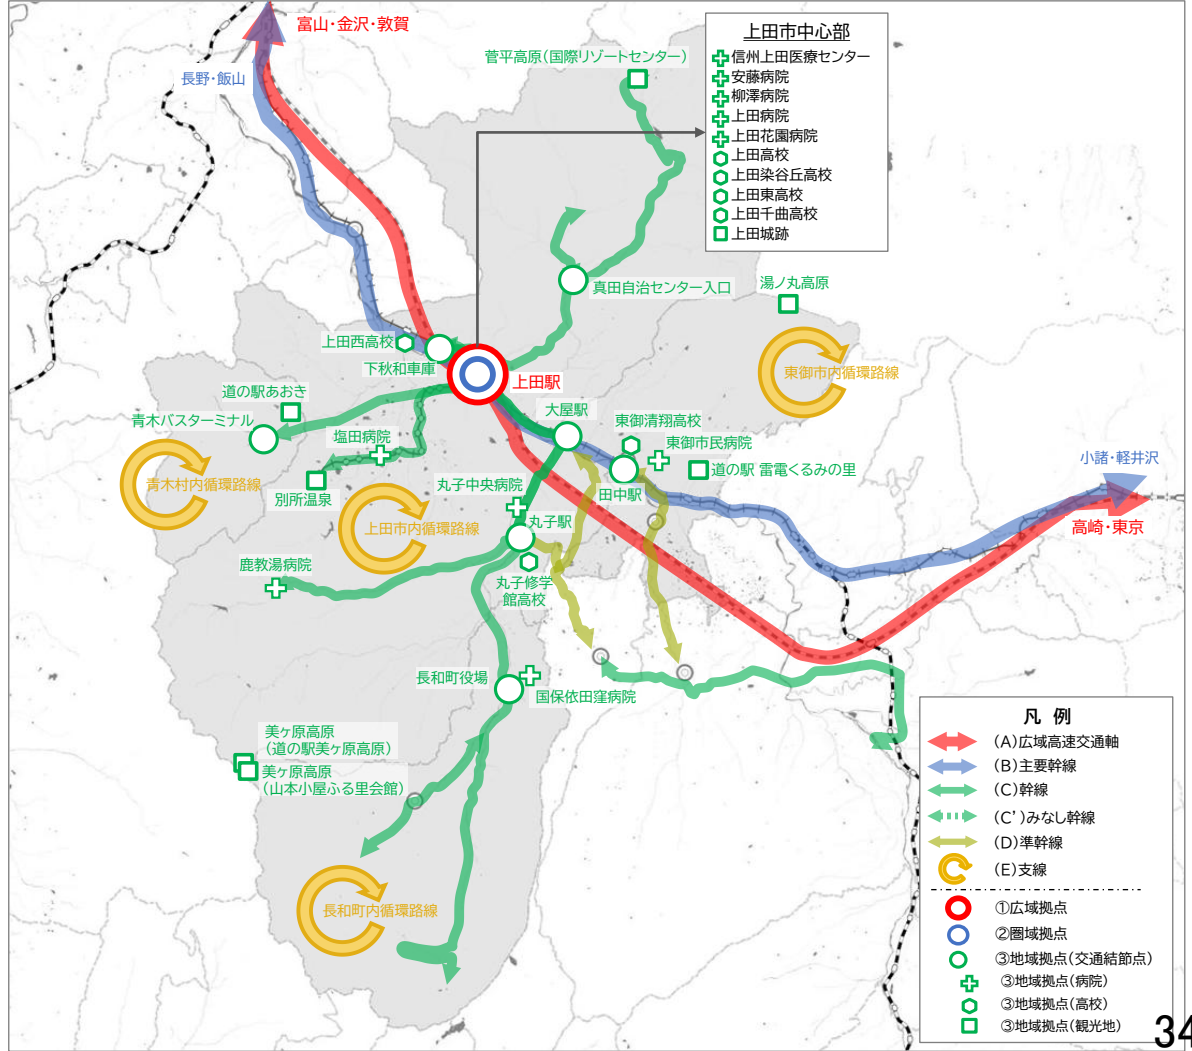 富山・金沢・敦賀
長野・飯山
菅平高原(国際リゾートセンター)
上田市中心部
信州上田医療センター
安藤病院
柳澤病院
上田病院
上田花園病院
上田高校
上田染谷丘高校
上田東高校
上田千曲高校
上田城跡
真田自治センター入口
湯ノ丸高原
上田西高校
下秋和車庫
上田駅
東御市内循環路線
道の駅あおき
青木バスターミナル
大屋駅
東御清翔高校
塩田病院
東御市民病院
小諸・軽井沢
道の駅 雷電くるみの里
青木村内循環路線
別所温泉
丸子中央病院
田中駅
上田市内循環路線
丸子駅
高崎・東京
鹿教湯病院
丸子修学
館高校
長和町役場
国保依田窪病院
美ヶ原高原
(道の駅美ヶ原高原)
美ヶ原高原
(山本小屋ふる里会館)
長和町内循環路線
凡 例
(A)広域高速交通軸
(B)主要幹線
(C)幹線
(C')みなし幹線
(D)準幹線
(E)支線
①広域拠点
②圏域拠点
③地域拠点(交通結節点)
③地域拠点(病院)
③地域拠点(高校)
③地域拠点(観光地)
34